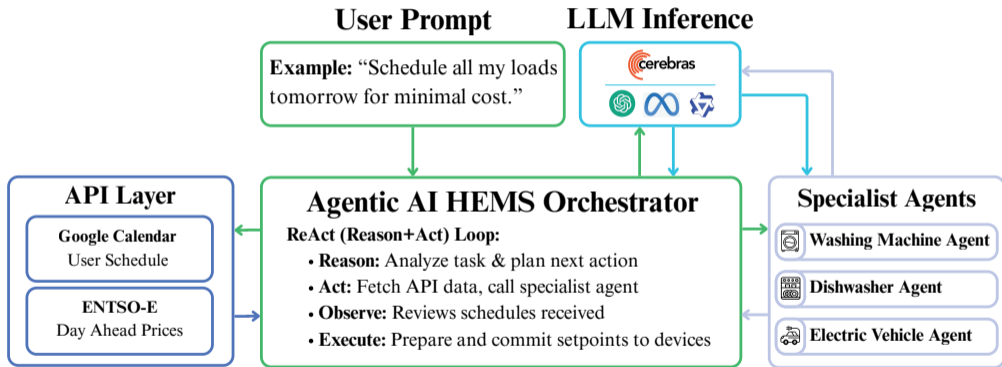 User Prompt
Example: “Schedule all my loads
tomorrow for minimal cost.”
LLM Inference
cerebras
API Layer
Google Calendar
User Schedule
ENTSO-E
Day Ahead Prices
Agentic AI HEMS Orchestrator
ReAct (Reason+Act) Loop:
• Reason: Analyze task & plan next action
• Act: Fetch API data, call specialist agent
• Observe: Reviews schedules received
• Execute: Prepare and commit setpoints to devices
Specialist Agents
Washing Machine Agent
Dishwasher Agent
Electric Vehicle Agent